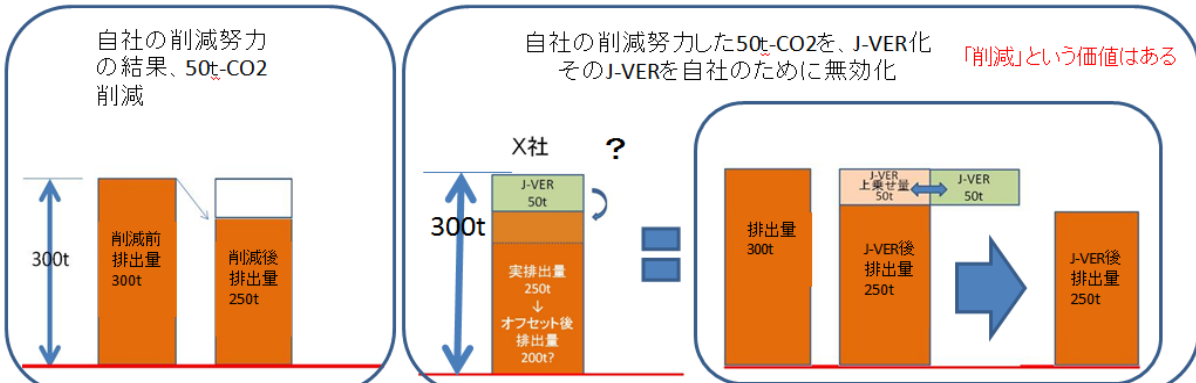 自社の削減努力
の結果、50t-CO2
削減
300t
削減前
排出量
300t
削減後
排出量
250t
自社の削減努力した50t-CO2を、J-VER化
そのJ-VERを自社のために無効化
「削減」という価値はある
X社
?
300t
J-VER
50t
実排出量
250t
↓
オフセット後
排出量
200t?
排出量
300t
J-VER
上乗せ量
50t
J-VER
50t
J-VER後
排出量
250t
J-VER後
排出量
250t